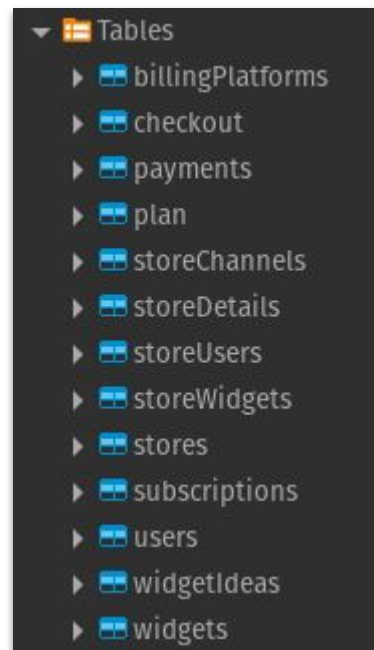 Tables
billingPlatforms
checkout
payments
plan
storeChannels
storeDetails
storeUsers
storeWidgets
stores
subscriptions
users
widgetIdeas
widgets